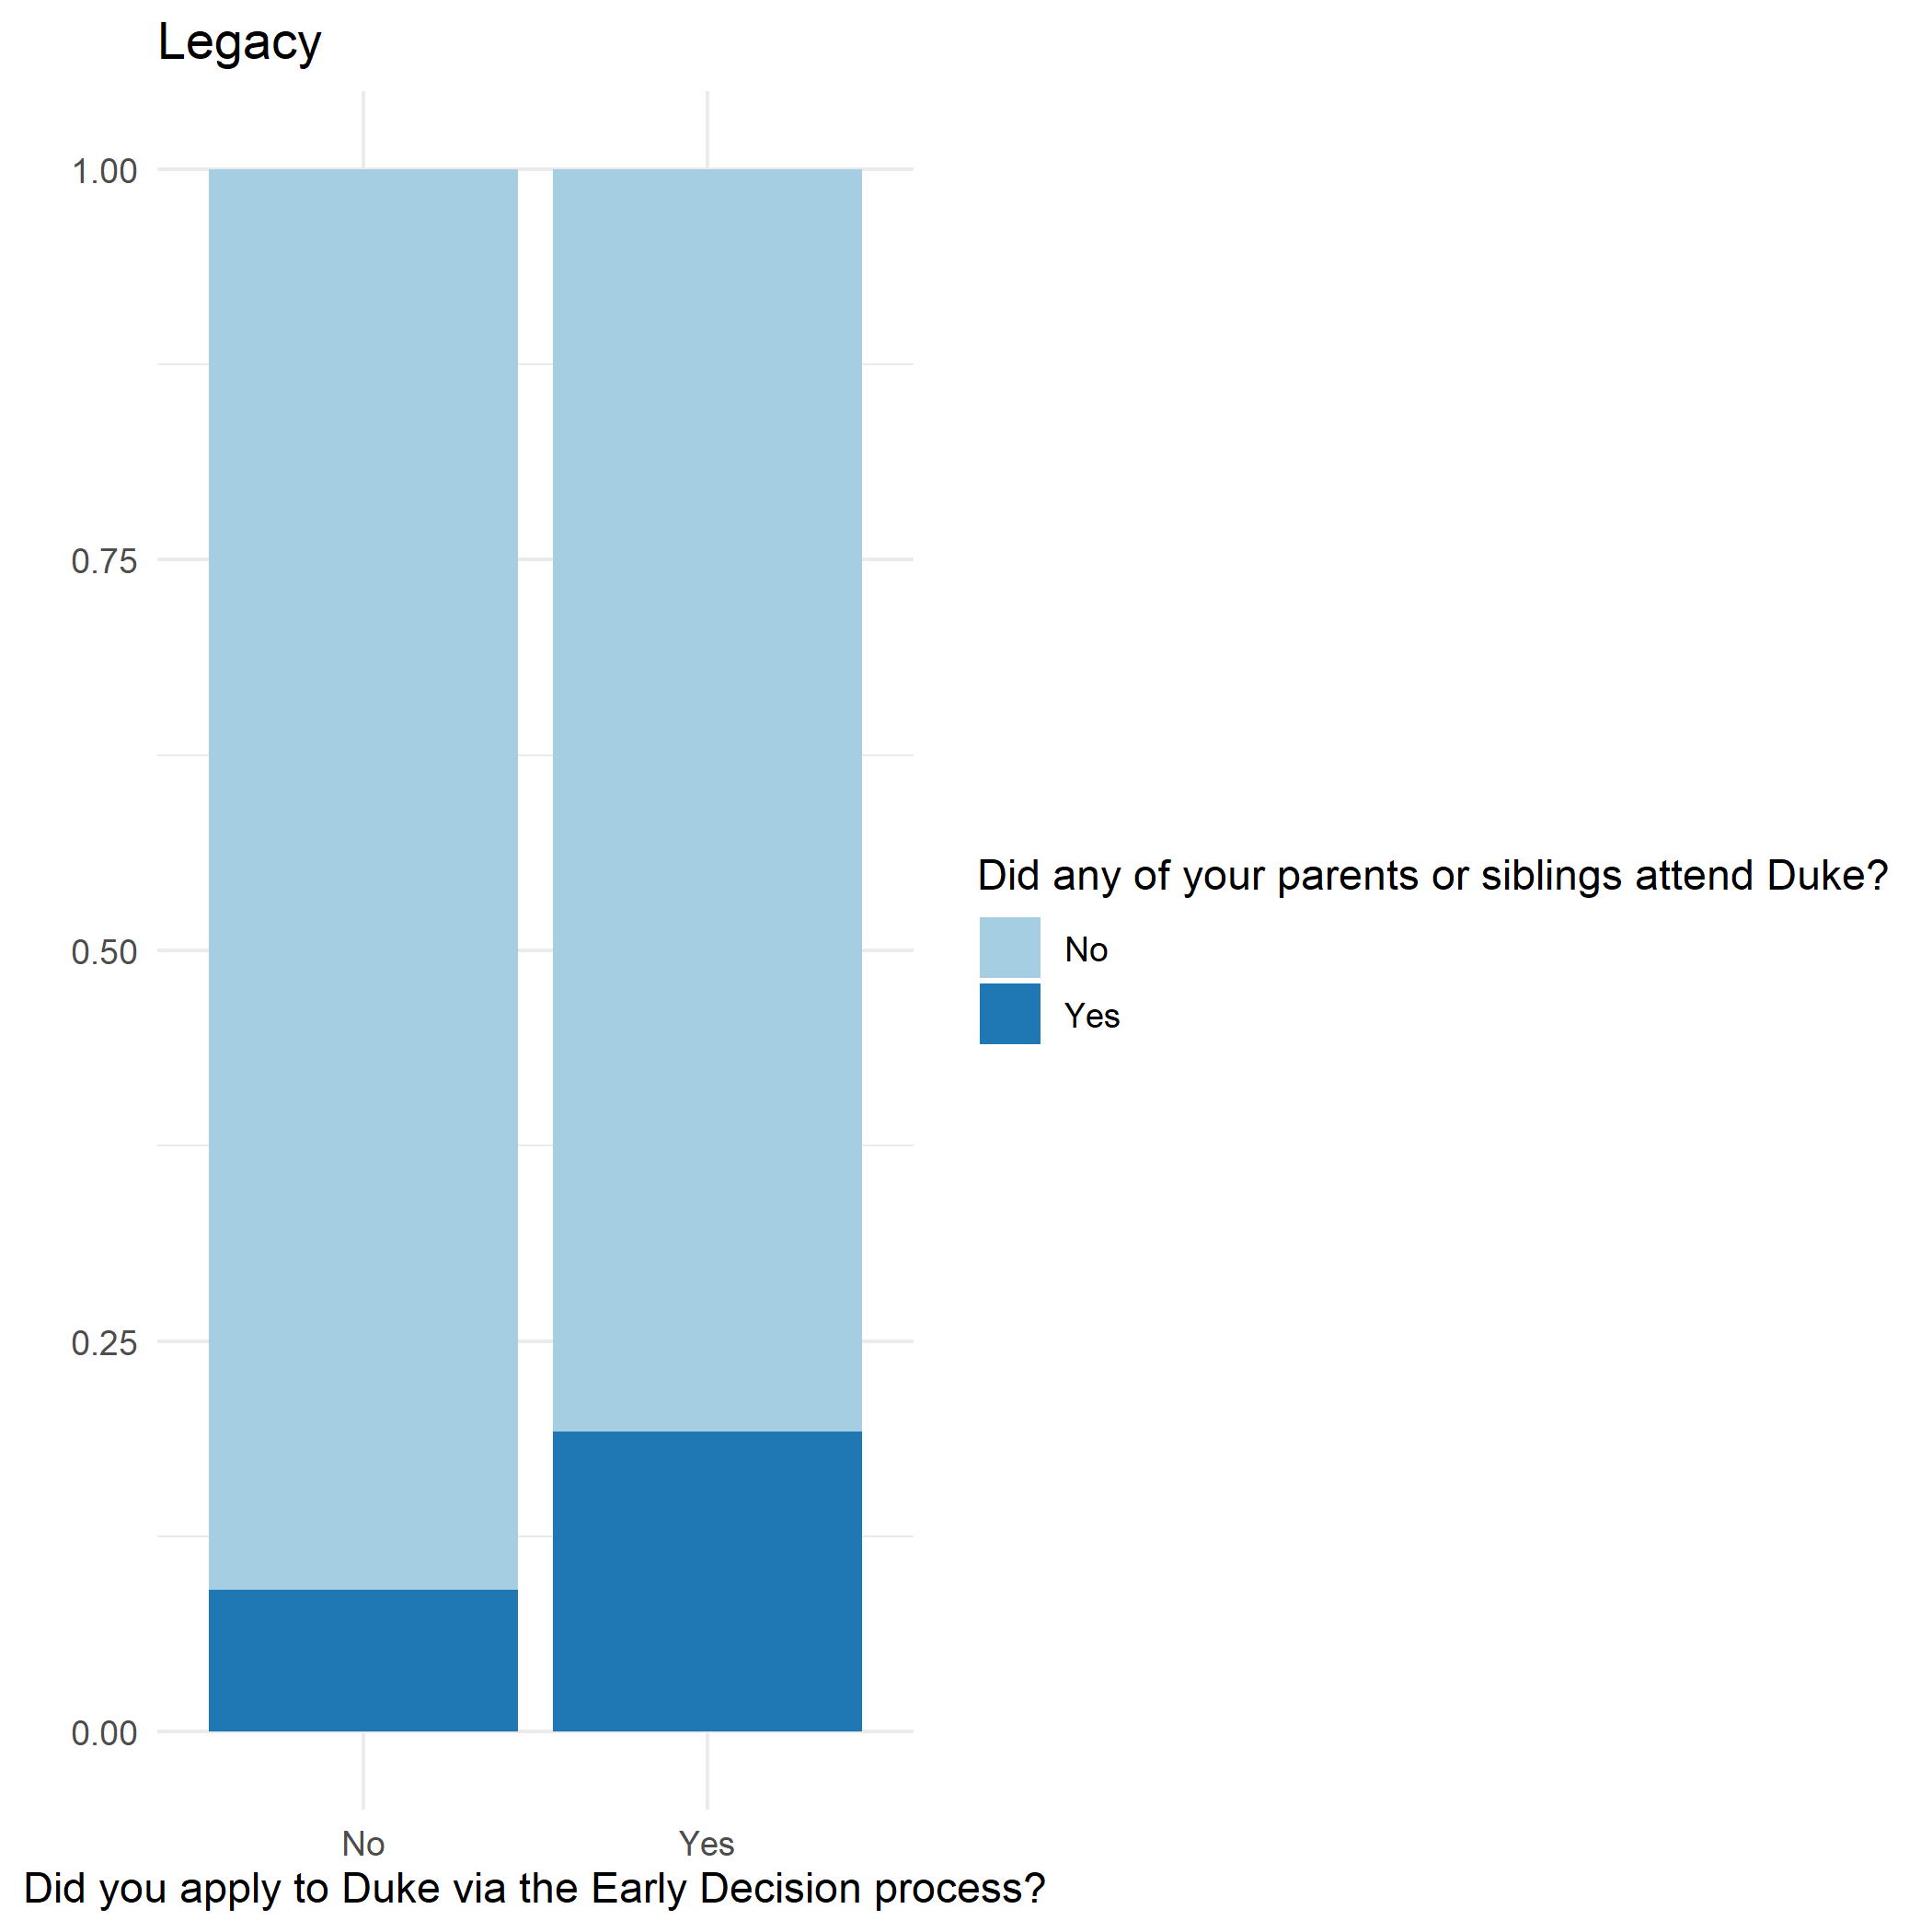 Legacy
1.00
0.75
0.50
0.25
0.00
No
Yes
Did you apply to Duke via the Early Decision process?
Did any of your parents or siblings attend Duke?
No
Yes